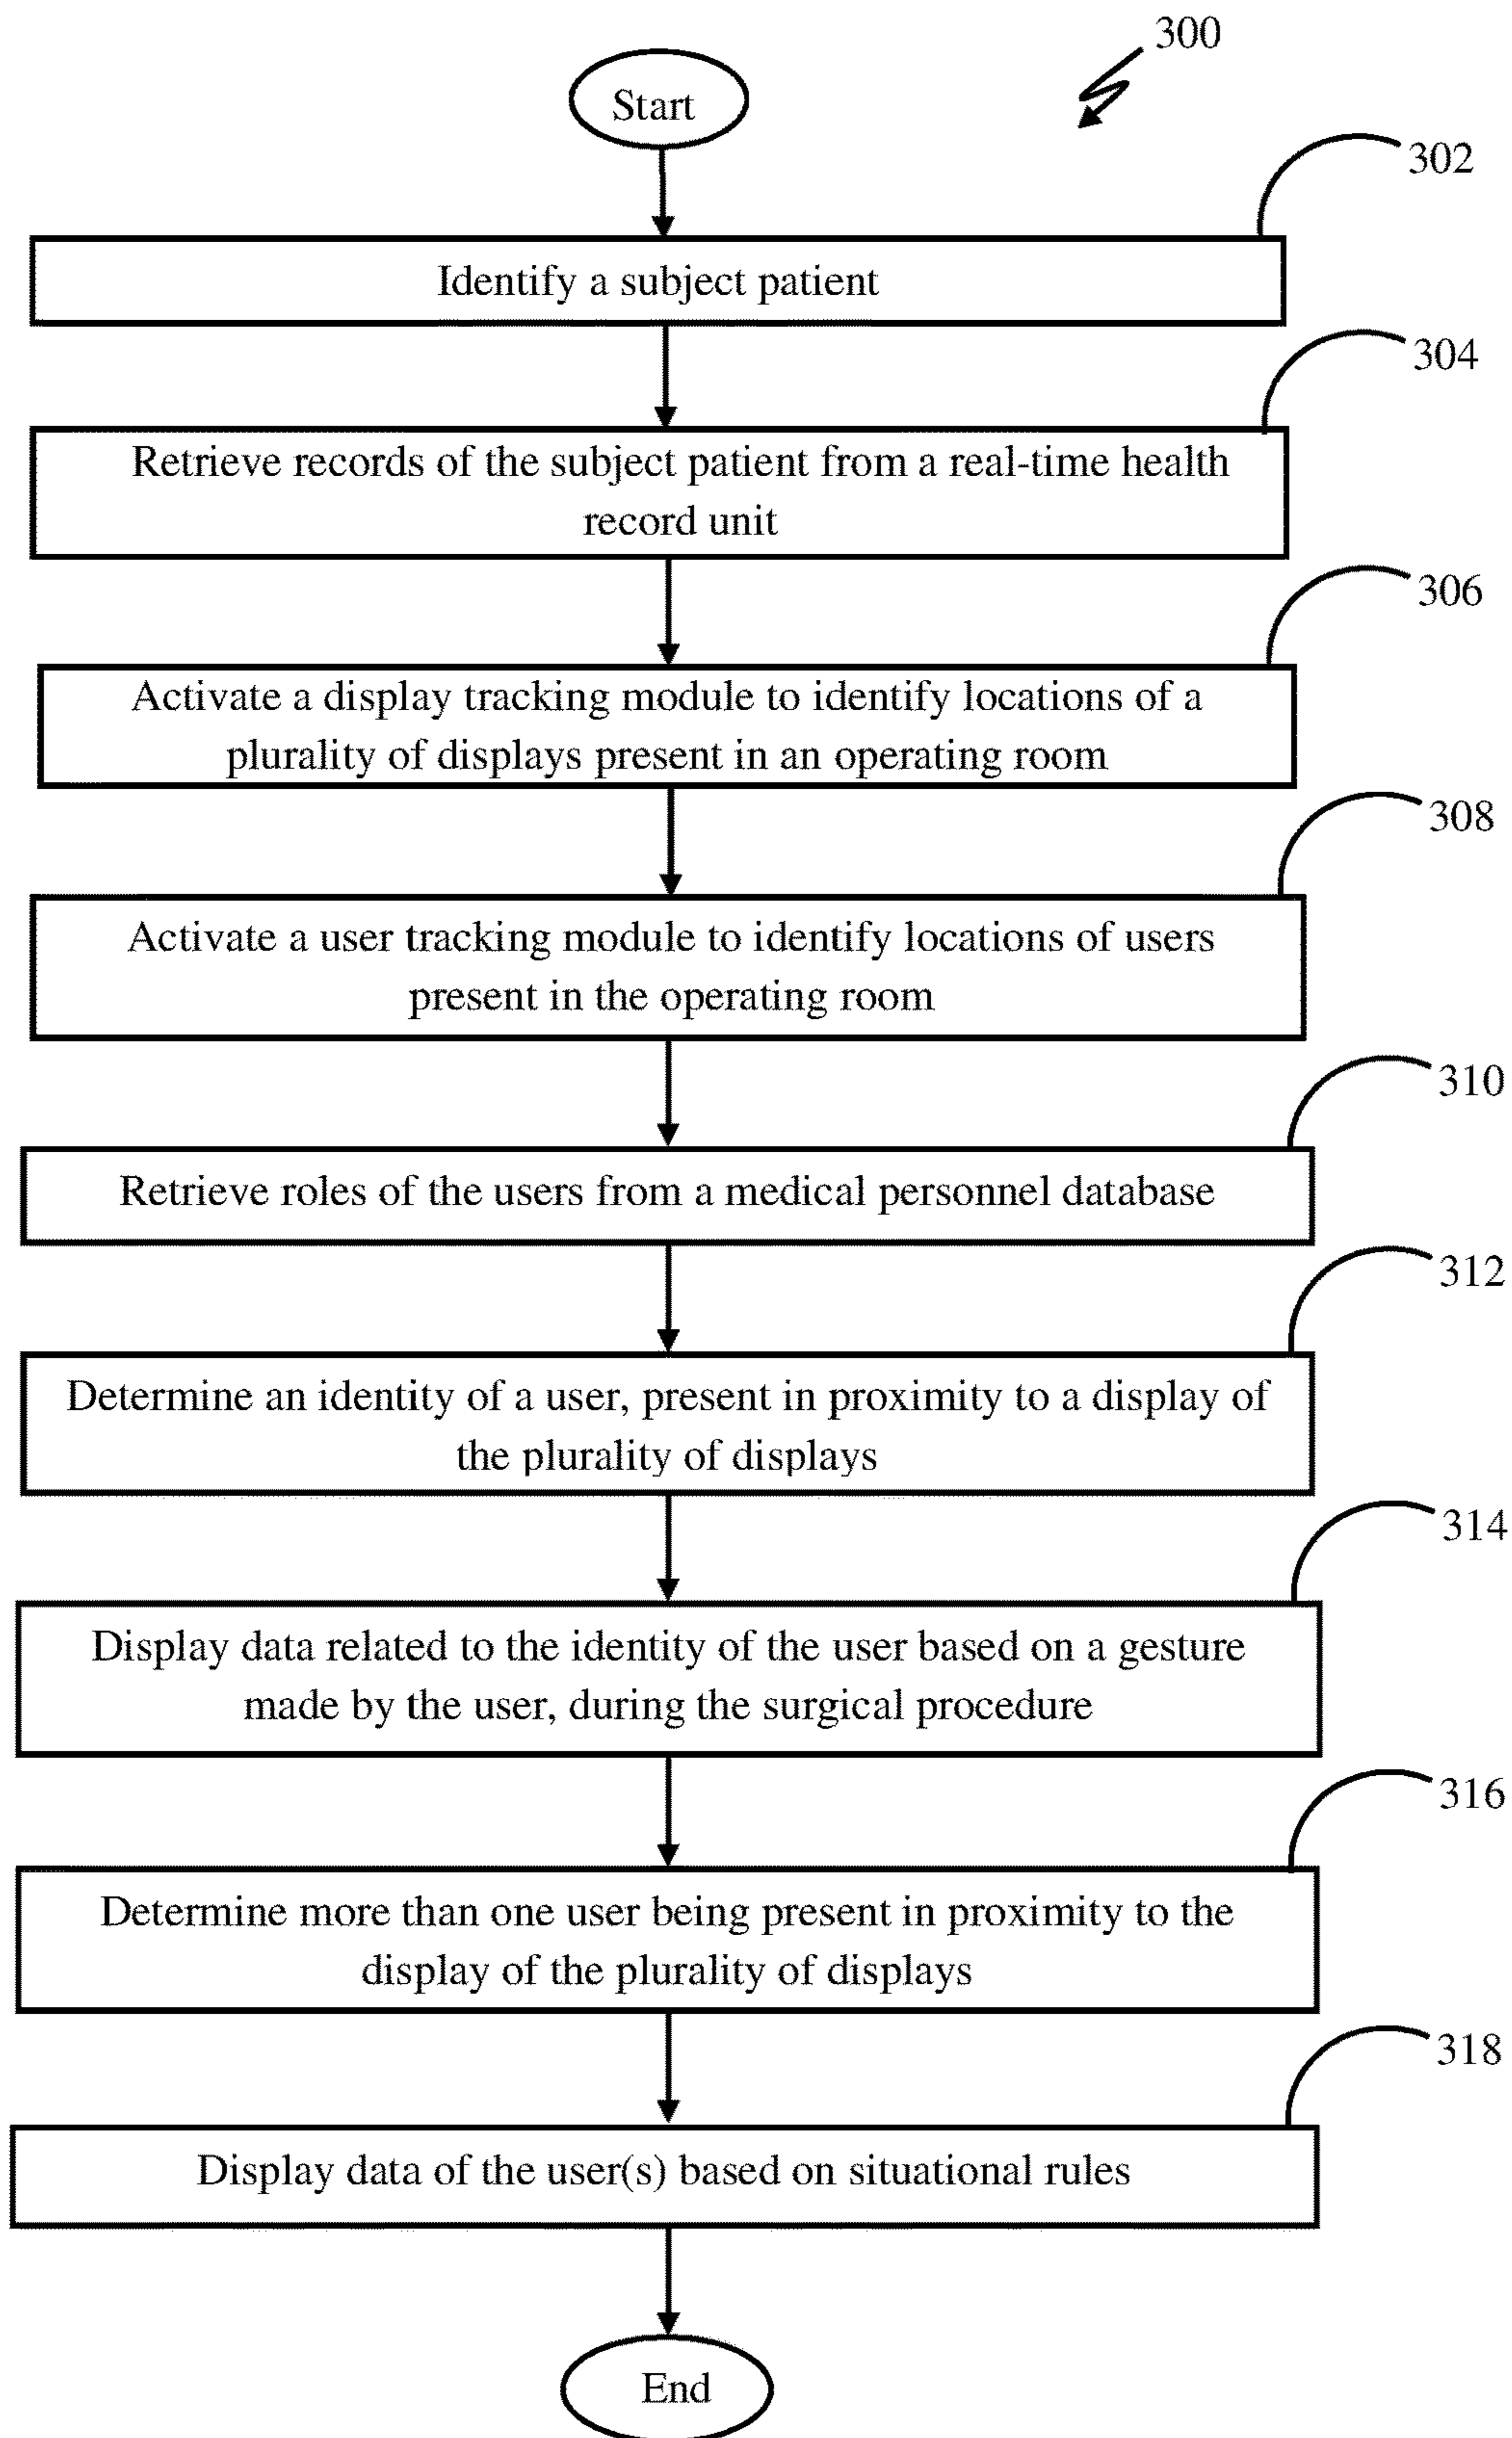 300
Start
302
Identify a subject patient
304
Retrieve records of the subject patient from a real-time health
record unit
306
Activate a display tracking module to identify locations of a
plurality of displays present in an operating room
308
Activate a user tracking module to identify locations of users
present in the operating room
310
Retrieve roles of the users from a medical personnel database
312
Determine an identity of a user, present in proximity to a display of
the plurality of displays
314
Display data related to the identity of the user based on a gesture
made by the user, during the surgical procedure
316
Determine more than one user being present in proximity to the
display of the plurality of displays
318
Display data of the user(s) based on situational rules
End